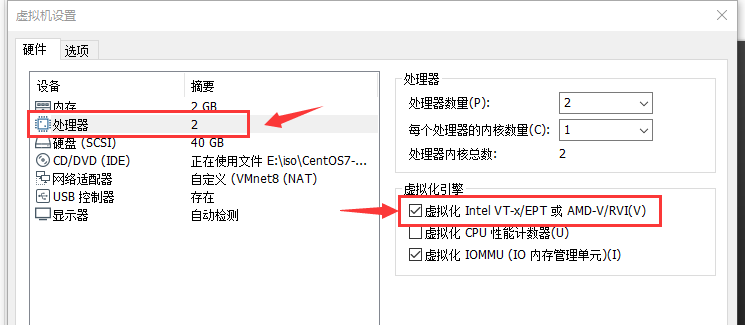 虚拟机设置
硬件 选项
设备 摘要
内存 2 GB
处理器 2
硬盘 (SCSI) 40 GB
CD/DVD (IDE) 正在使用文件 E:\iso\CentOS7-...
网络适配器 自定义 (VMnet8 (NAT)
USB 控制器 存在
显示器 自动检测
处理器
处理器数量(P): 2
每个处理器的内核数量(C): 1
处理器内核总数: 2
虚拟化引擎
虚拟化 Intel VT-x/EPT 或 AMD-V/RVI(V)
虚拟化 CPU 性能计数器(U)
虚拟化 IOMMU (IO 内存管理单元)(I)